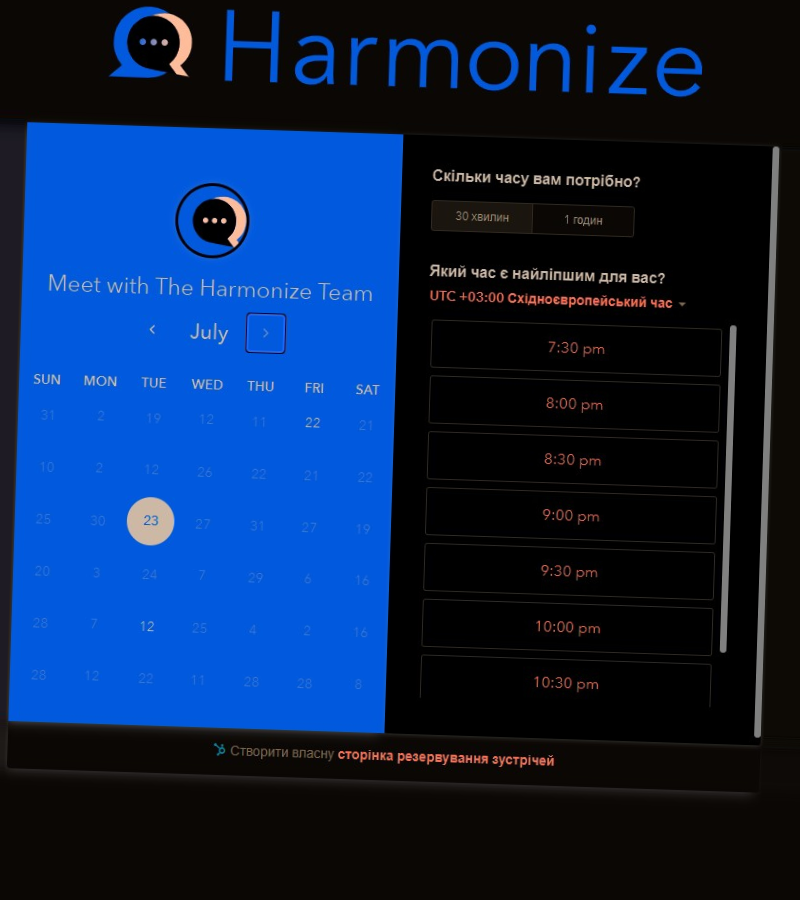 Harmonize
Meet with The Harmonize Team
July
SUN MON TUE WED THU FRI SAT
31 2 19 12 11 22 21
10 2 12 26 22 21 22
25 30 23 27 31 27 19
20 3 24 7 29 6 16
28 7 12 25 4 2 16
28 12 22 11 28 28 8
Скільки часу вам потрібно?
30 хвилин 1 годин
Який час є найліпшим для вас?
UTC +03:00 Східноєвропейський час
7:30 pm
8:00 pm
8:30 pm
9:00 pm
9:30 pm
10:00 pm
10:30 pm
Створити власну сторінка резервування зустрічей